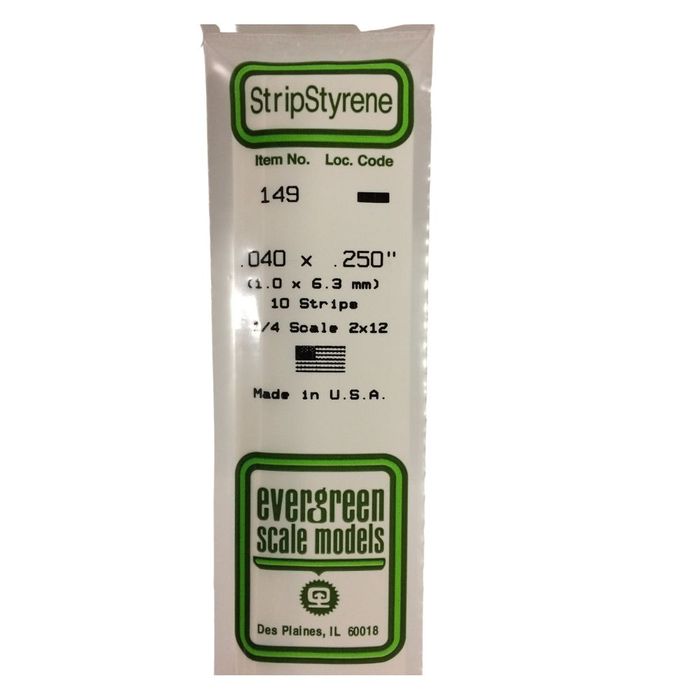 StripStyrene
Item No. Loc. Code
149
.040 x .250"
(1.0 x 6.3 mm)
10 Strips
1/4 Scale 2x12
Made in U.S.A.
evergreen
scale models
Des Plaines, IL 60018